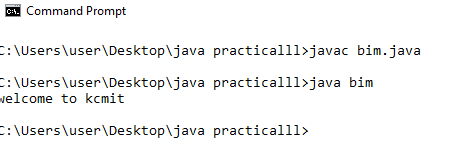 Command Prompt
C:\Users\user\Desktop\java practicalll>javac bim.java
C:\Users\user\Desktop\java practicalll>java bim
welcome to kcmit
C:\Users\user\Desktop\java practicalll>